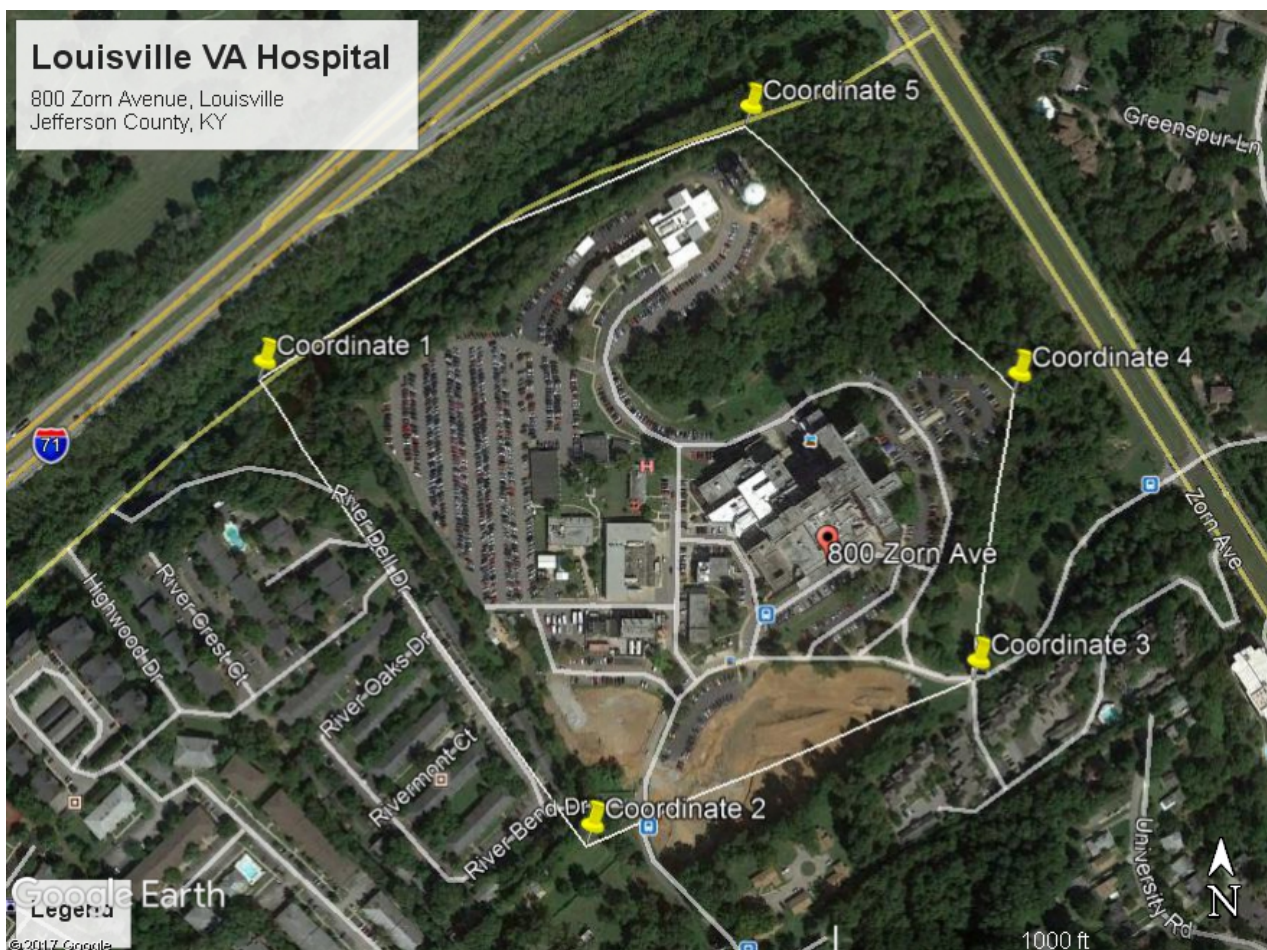 Louisville VA Hospital
800 Zorn Avenue, Louisville
Jefferson County, KY
Coordinate 5
Greenspur Ln
Coordinate 1
Coordinate 4
71
H
Zorn Ave
River Dell Dr
800 Zorn Ave
Highwood Dr
River Crest Ct
River Oaks Dr
Coordinate 3
Rivermont Ct
River Bend Dr
Coordinate 2
University Rd
Google Earth
Legend
N
©2017 Google
1000 ft